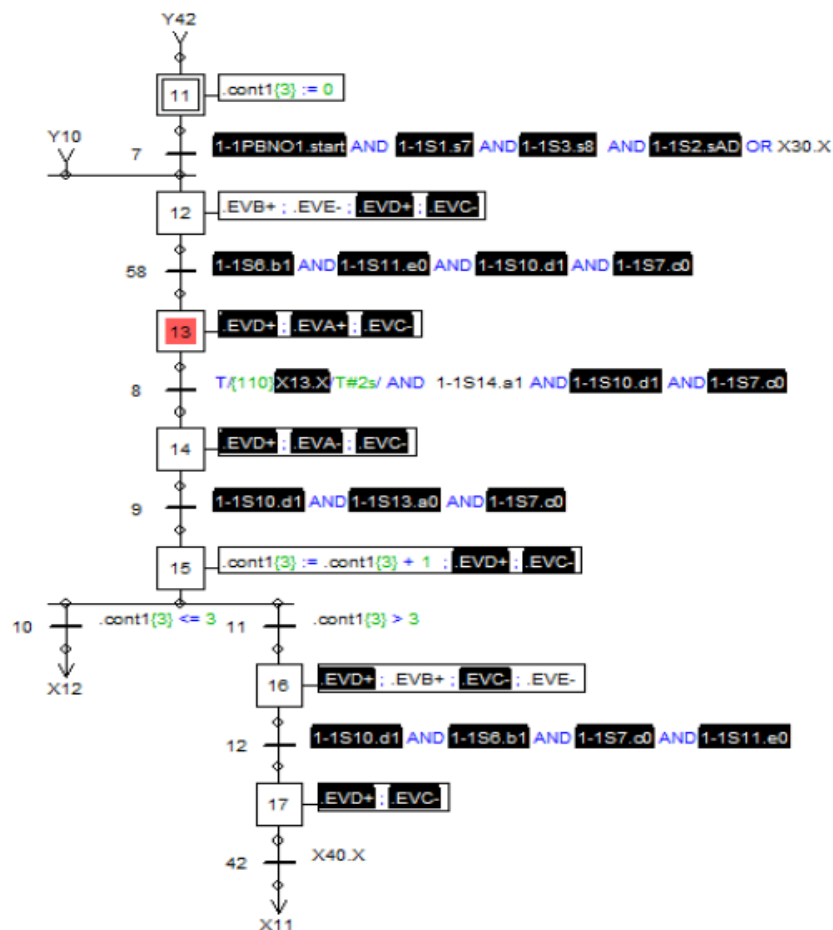 Y42
11 .cont1{3} := 0
Y10
7 1-1PBNO1.start AND 1-1S1.s7 AND 1-1S3.s8 AND 1-1S2.sAD OR X30.X
12 .EVB+ ; .EVE- ; .EVD+ ; .EVC-
58 1-1S6.b1 AND 1-1S11.e0 AND 1-1S10.d1 AND 1-1S7.c0
13 .EVD+ ; .EVA+ ; .EVC-
8 T/{110}X13.X/T#2s/ AND 1-1S14.a1 AND 1-1S10.d1 AND 1-1S7.c0
14 .EVD+ ; .EVA- ; .EVC-
9 1-1S10.d1 AND 1-1S13.a0 AND 1-1S7.c0
15 .cont1{3} := .cont1{3} + 1 ; .EVD+ ; .EVC-
10 .cont1{3} <= 3 11 .cont1{3} > 3
X12
16 .EVD+ ; .EVB+ ; .EVC- ; .EVE-
12 1-1S10.d1 AND 1-1S6.b1 AND 1-1S7.c0 AND 1-1S11.e0
17 .EVD+ ; .EVC-
42 X40.X
X11